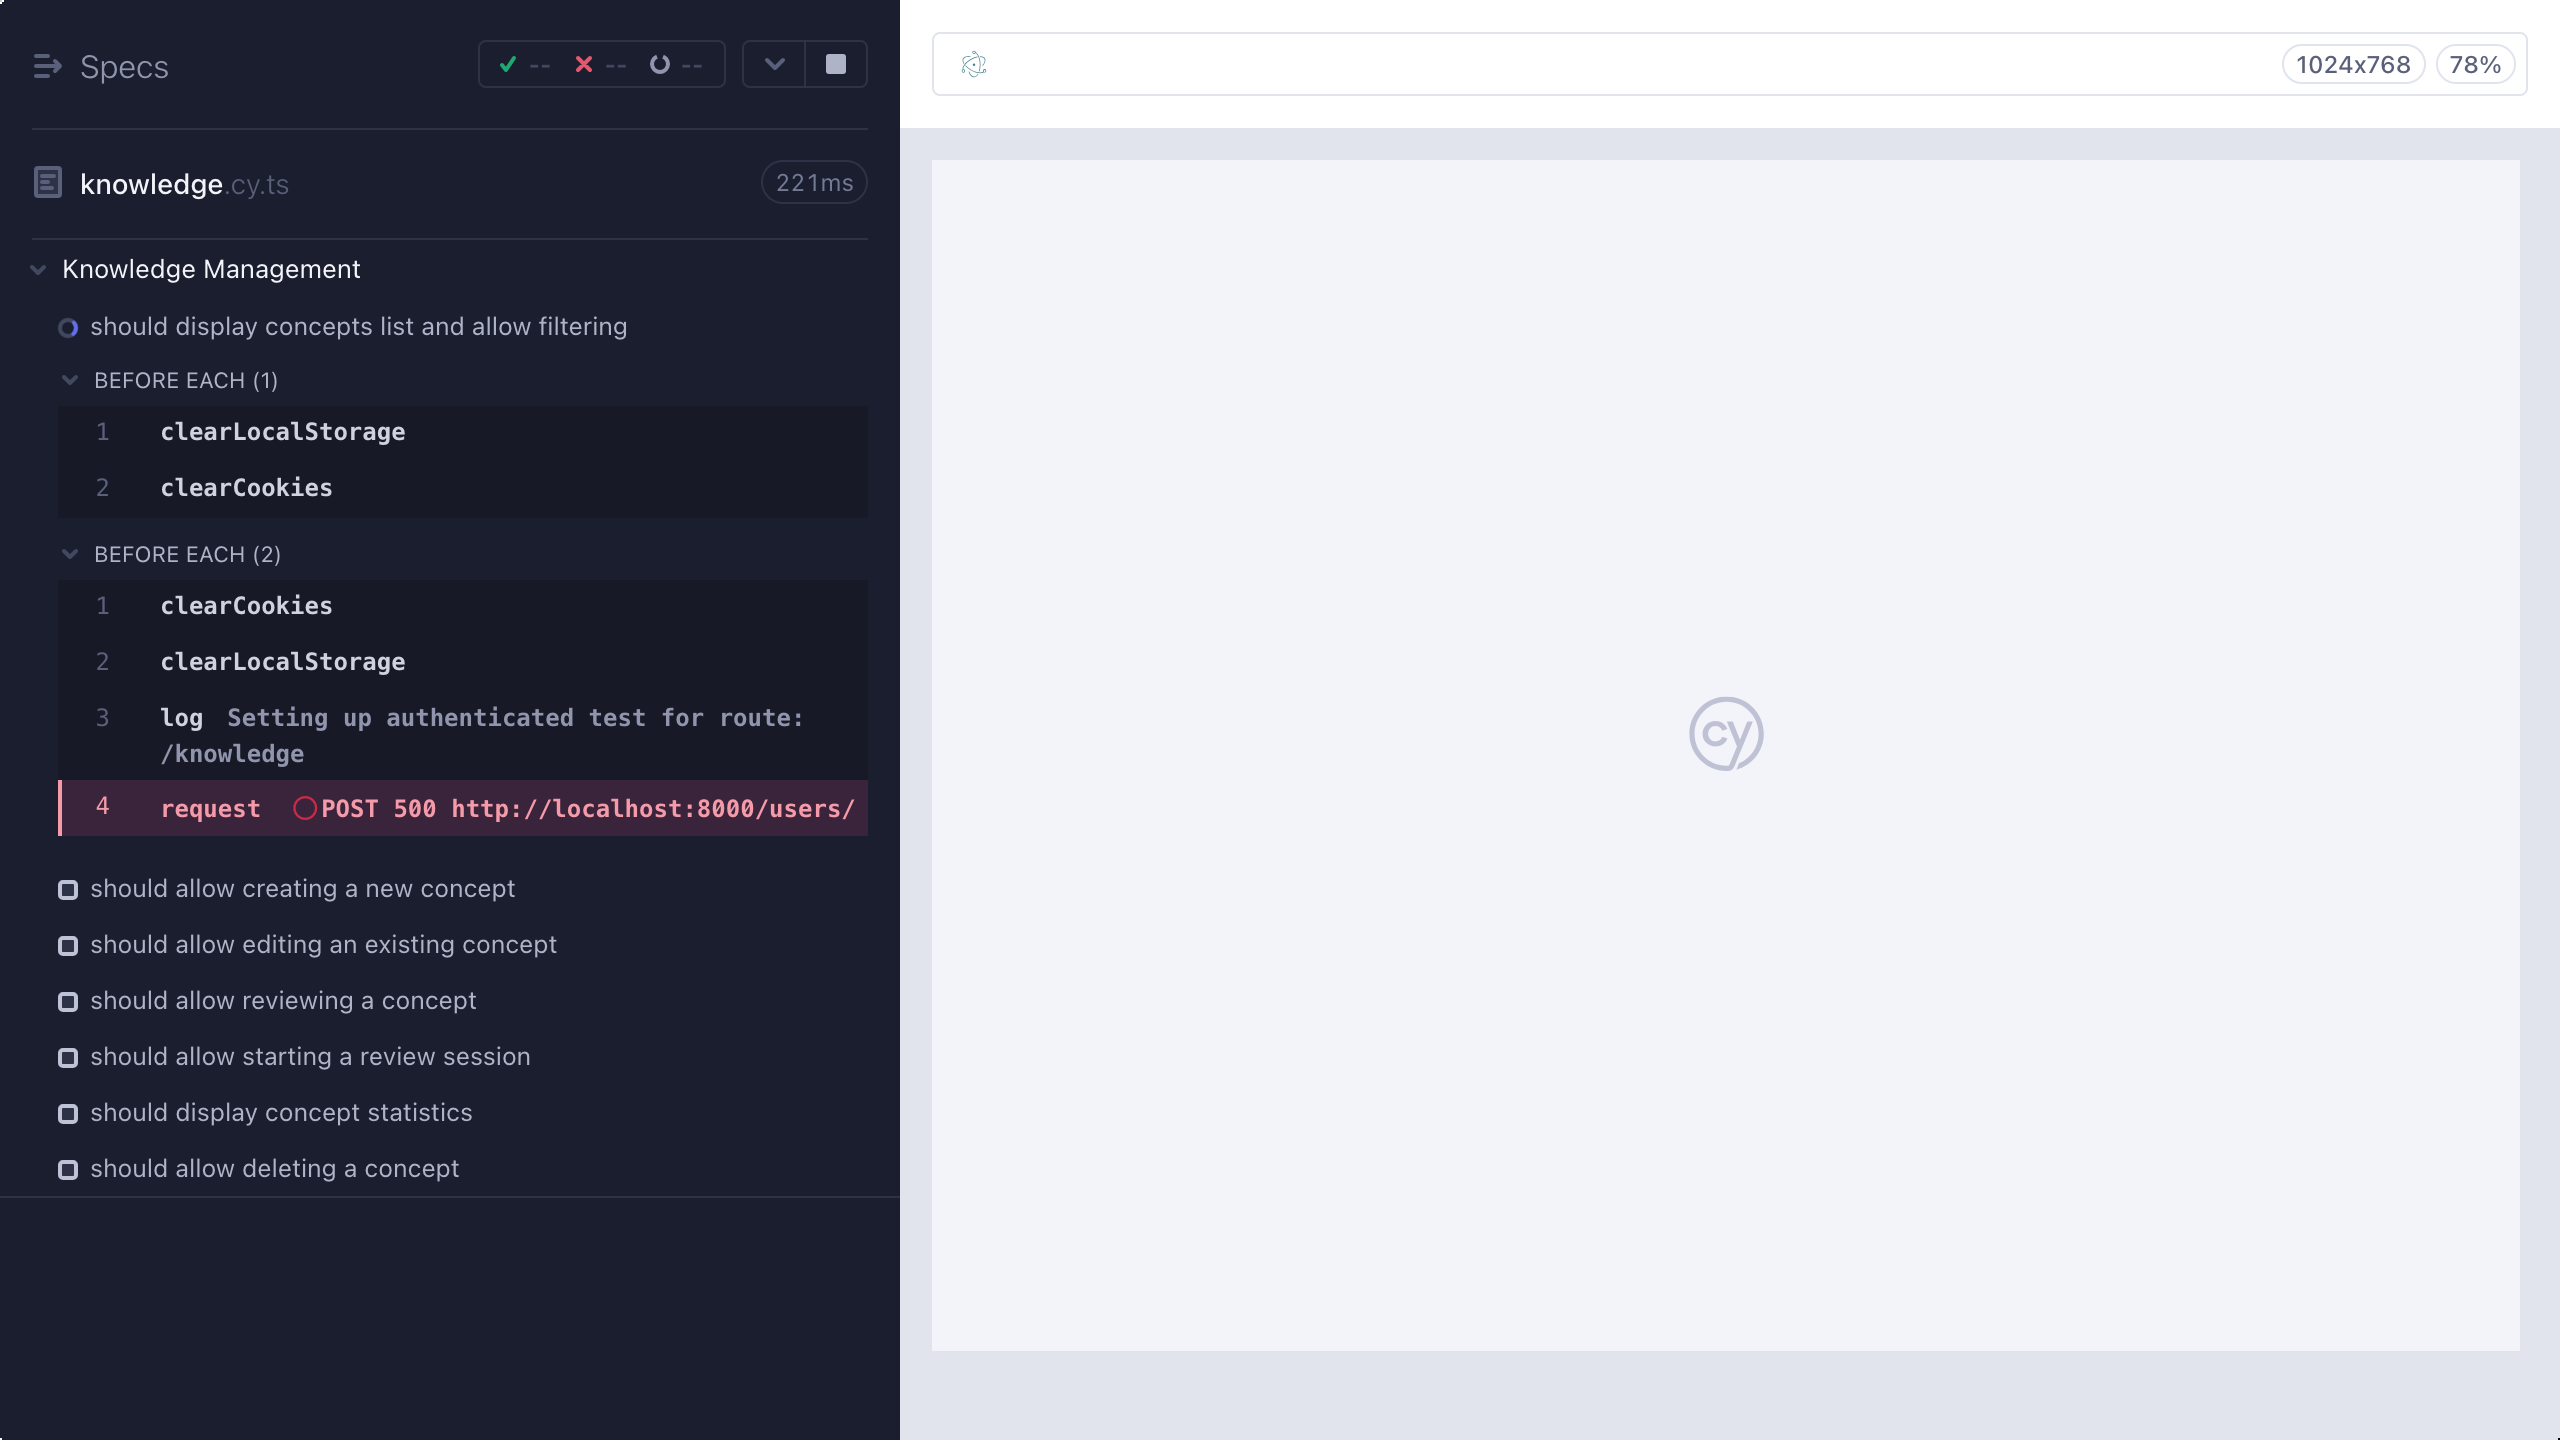 Specs
-- -- --
knowledge.cy.ts
221ms
Knowledge Management
should display concepts list and allow filtering
BEFORE EACH (1)
1 clearLocalStorage
2 clearCookies
BEFORE EACH (2)
1 clearCookies
2 clearLocalStorage
3 log Setting up authenticated test for route:
/knowledge
4 request POST 500 http://localhost:8000/users/
should allow creating a new concept
should allow editing an existing concept
should allow reviewing a concept
should allow starting a review session
should display concept statistics
should allow deleting a concept
1024x768
78%
cy